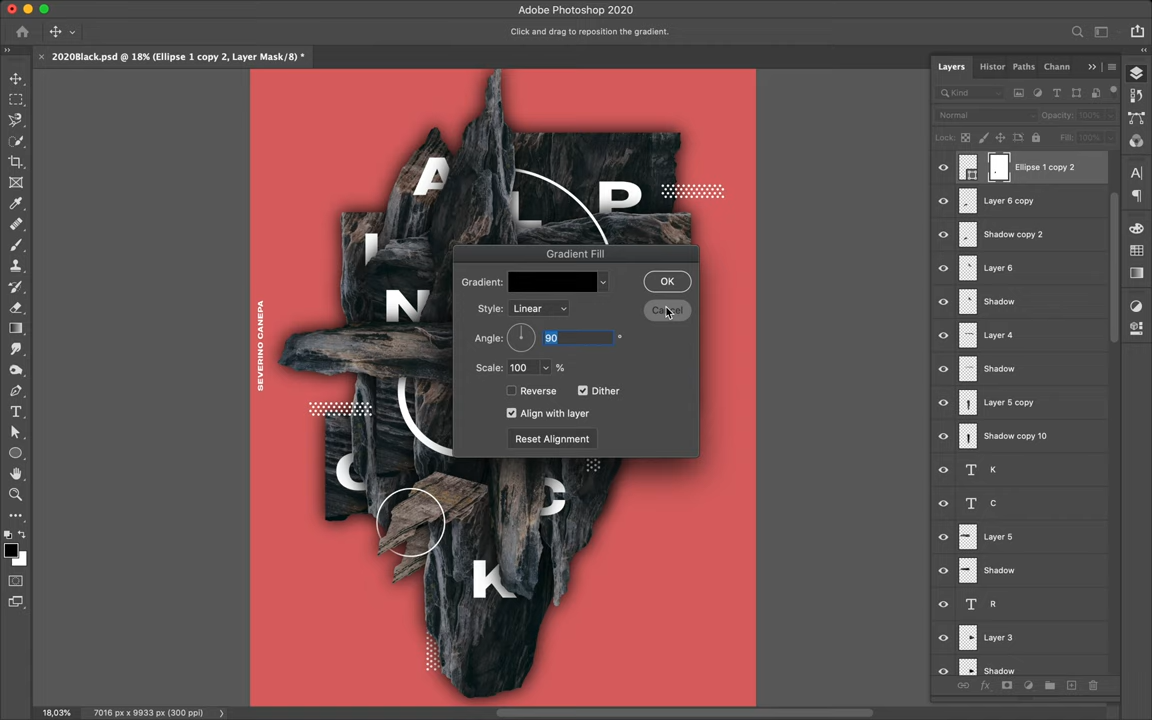 Adobe Photoshop 2020
Click and drag to reposition the gradient.
2020Black.psd @ 18% (Ellipse 1 copy 2, Layer Mask/8) *
Layers Histor Paths Chann
Kind
Normal Opacity: 100%
Lock: Fill: 100%
Ellipse 1 copy 2
Layer 6 copy
Shadow copy 2
Layer 6
Shadow
Layer 4
Shadow
Layer 5 copy
Shadow copy 10
K
C
Layer 5
Shadow
R
Layer 3
Shadow
A
L
P
I
N
SEVERINO CANEPA
C
K
Gradient Fill
Gradient:
OK
Style: Linear
Cancel
Angle: 90 °
Scale: 100 %
Reverse Dither
Align with layer
Reset Alignment
18,03% 7016 px x 9933 px (300 ppi)